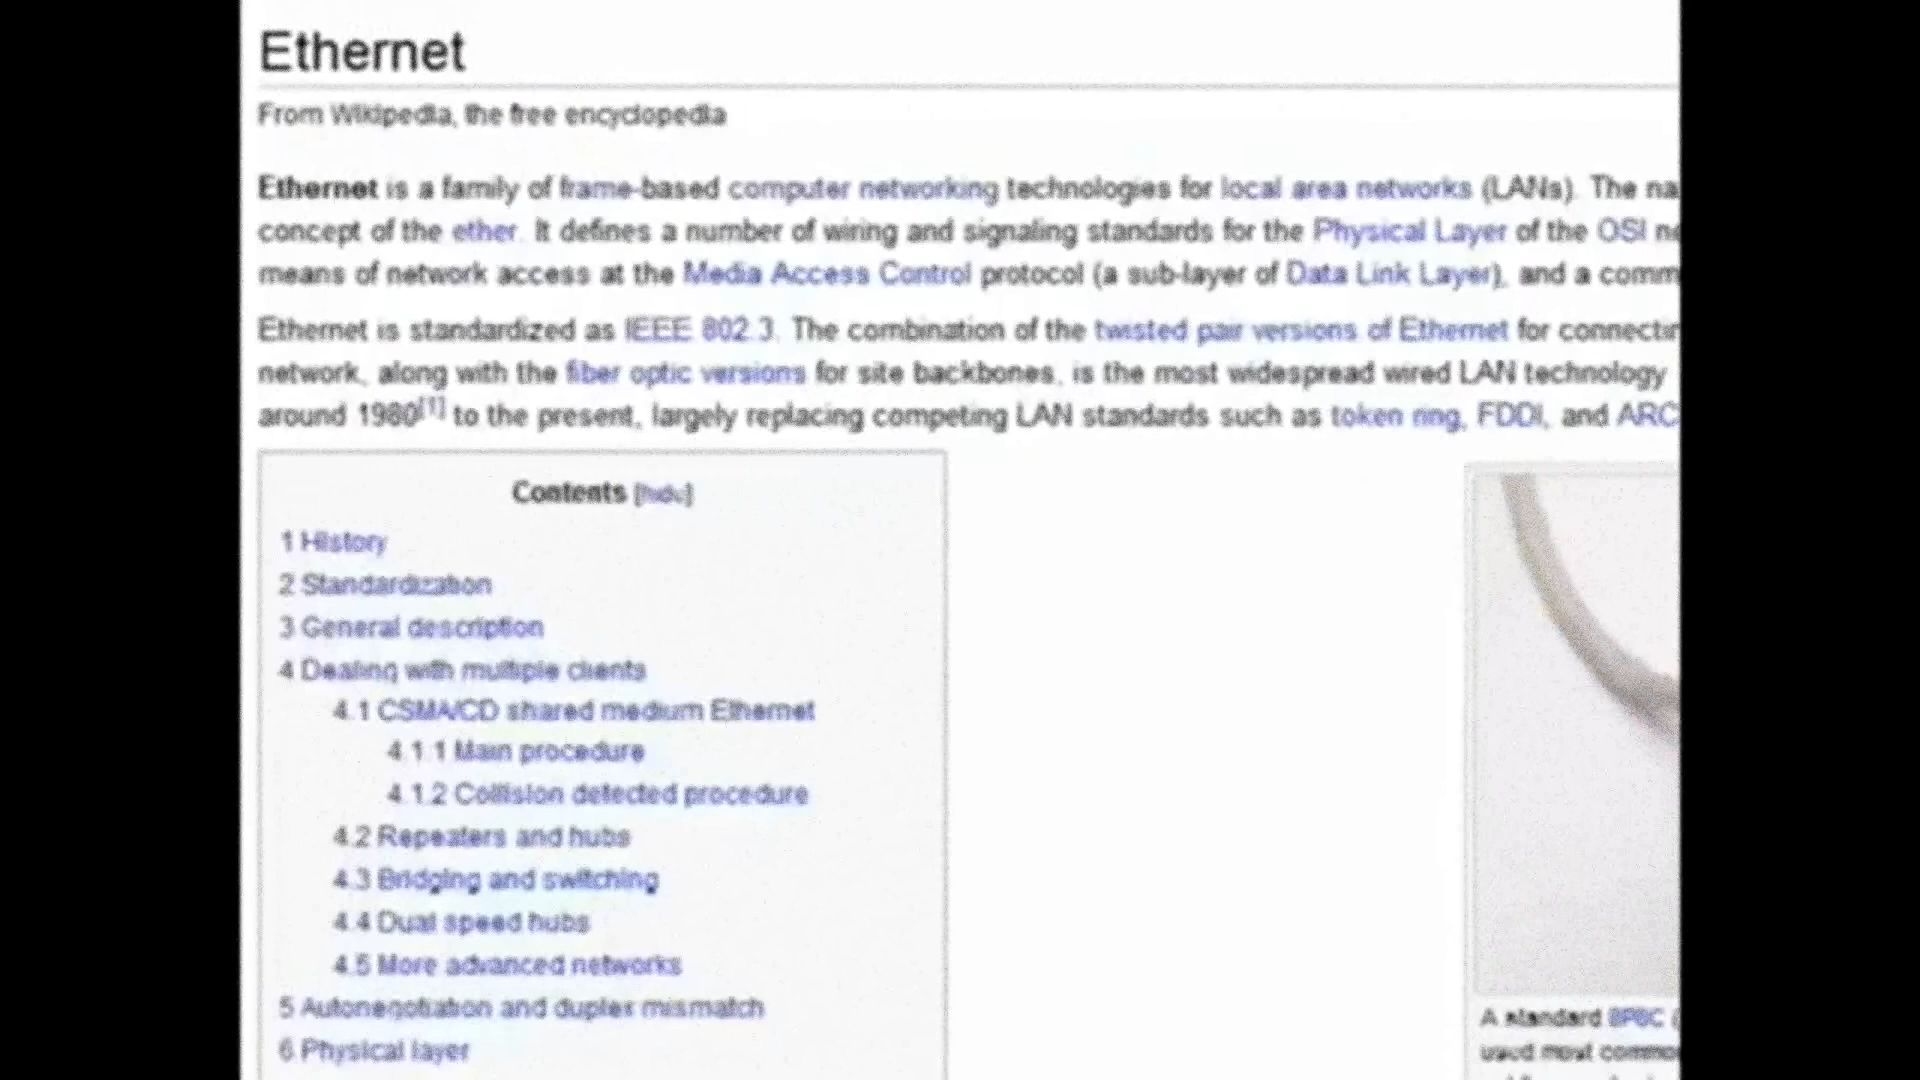 Ethernet
From Wikipedia, the free encyclopedia
Ethernet is a family of frame-based computer networking technologies for local area networks (LANs). The na
concept of the ether. It defines a number of wiring and signaling standards for the Physical Layer of the OSI ne
means of network access at the Media Access Control protocol (a sub-layer of Data Link Layer), and a comm
Ethernet is standardized as IEEE 802.3. The combination of the twisted pair versions of Ethernet for connectin
network, along with the fiber optic versions for site backbones, is the most widespread wired LAN technology
around 1980[1] to the present, largely replacing competing LAN standards such as token ring, FDDI, and ARC
Contents [hide]
1 History
2 Standardization
3 General description
4 Dealing with multiple clients
4.1 CSMA/CD shared medium Ethernet
4.1.1 Main procedure
4.1.2 Collision detected procedure
4.2 Repeaters and hubs
4.3 Bridging and switching
4.4 Dual speed hubs
4.5 More advanced networks
5 Autonegotiation and duplex mismatch
6 Physical layer
A standard 8P8C (
used most common